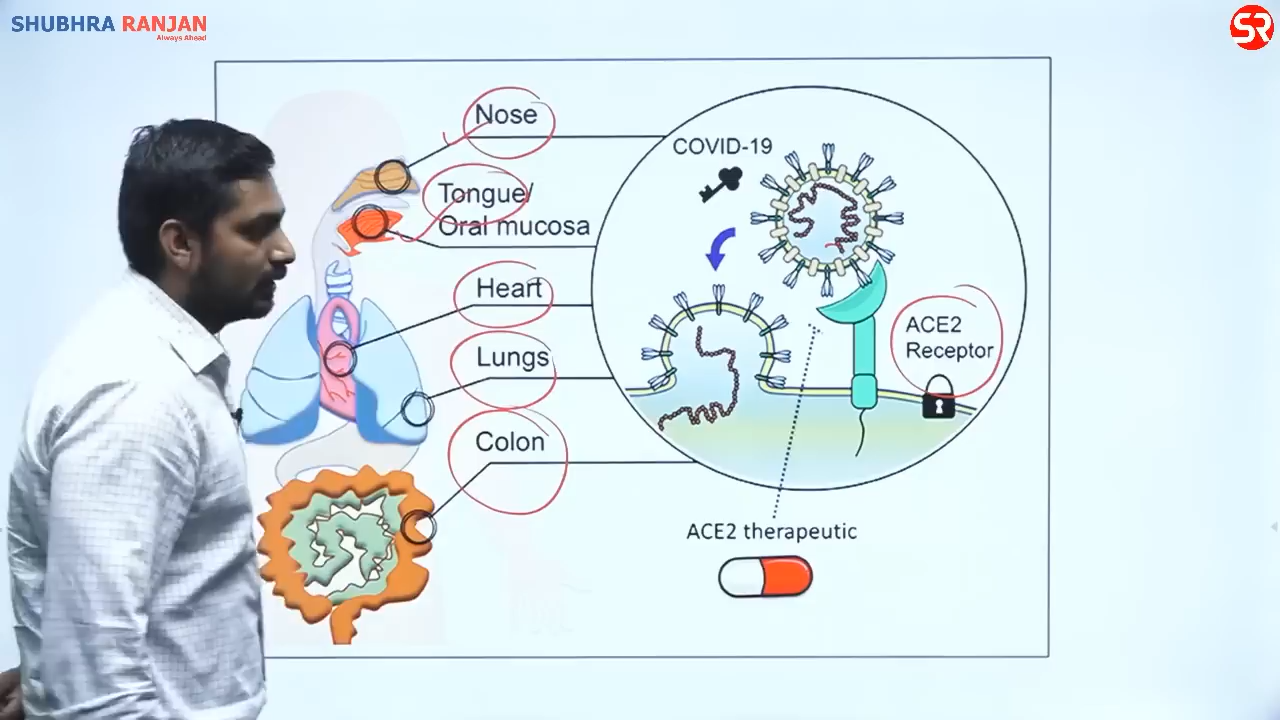 SHUBHRA RANJAN
Always Ahead
SR
Nose
Tongue/
Oral mucosa
Heart
Lungs
Colon
COVID-19
ACE2
Receptor
ACE2 therapeutic